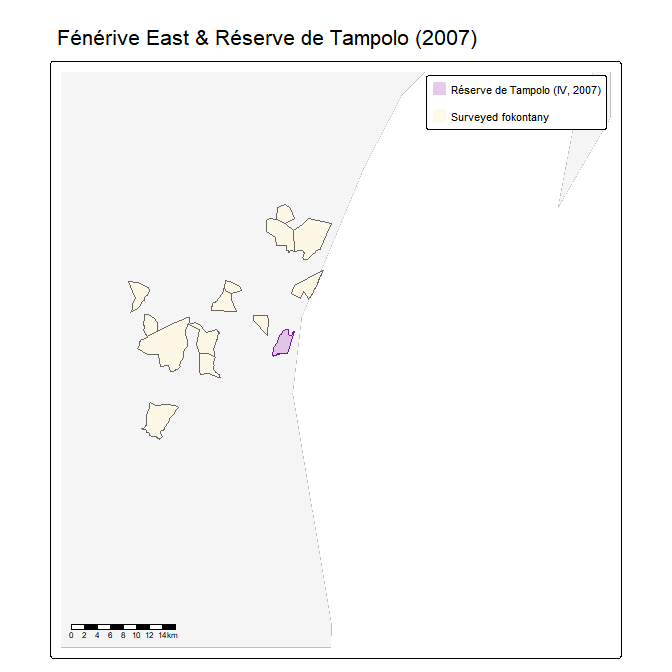 Fénérive East & Réserve de Tampolo (2007)
Réserve de Tampolo (IV, 2007)
Surveyed fokontany
0 2 4 6 8 10 12 14km